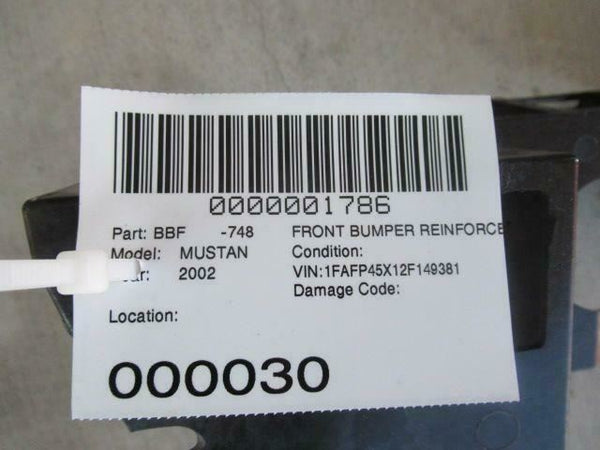 0000001786
Part: BBF -748 FRONT BUMPER REINFORCE
Model: MUSTAN Condition:
2002 VIN:1FAFP45X12F149381
Damage Code:
Location:
000030